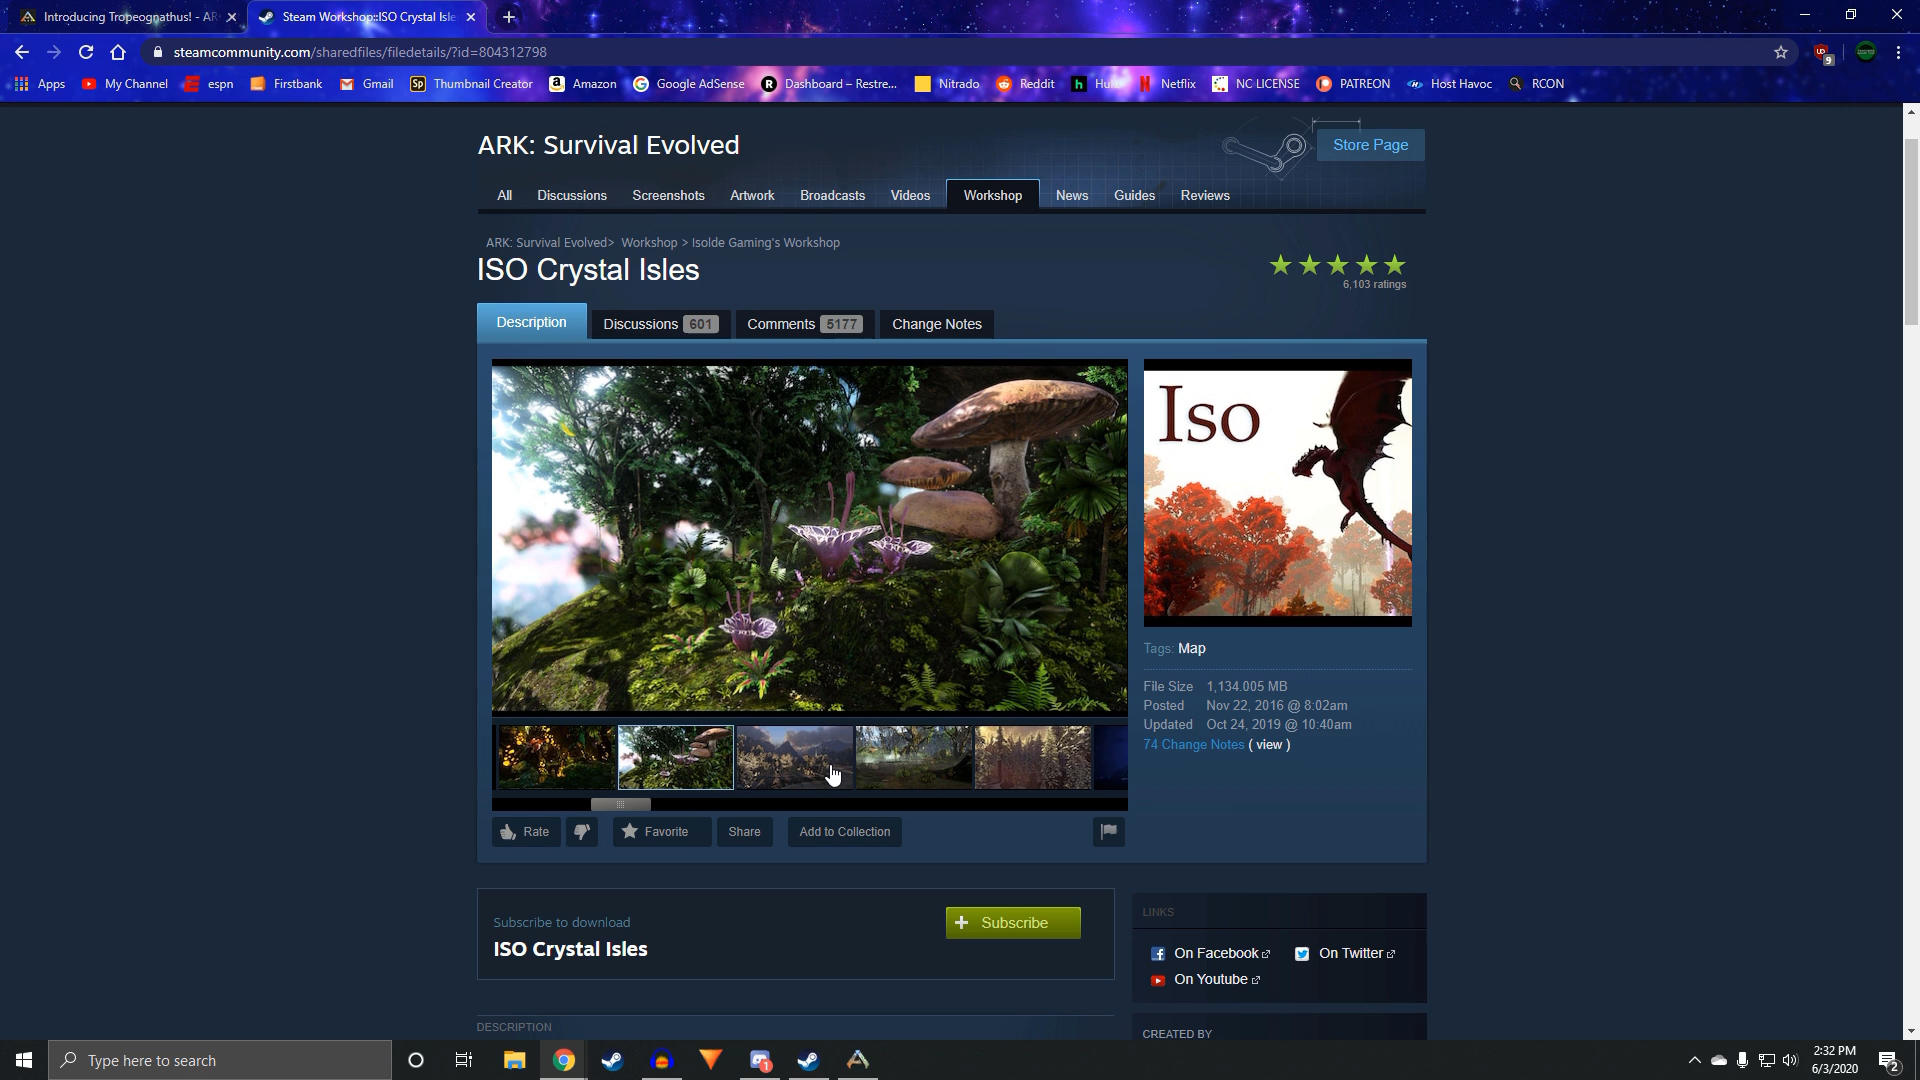 Introducing Tropeognathus! - AR
Steam Workshop::ISO Crystal Isle
steamcommunity.com/sharedfiles/filedetails/?id=804312798
9
Apps
My Channel
espn
Firstbank
Gmail
Sp Thumbnail Creator
Amazon
Google AdSense
R Dashboard – Restre...
Nitrado
Reddit
h
Netflix
NC LICENSE
PATREON
Host Havoc
RCON
ARK: Survival Evolved
Store Page
All Discussions Screenshots Artwork Broadcasts Videos Workshop News Guides Reviews
ARK: Survival Evolved> Workshop > Isolde Gaming's Workshop
ISO Crystal Isles
6,103 ratings
Description
Discussions 601
Comments 5177
Change Notes
Iso
Tags: Map
File Size 1,134.005 MB
Posted Nov 22, 2016 @ 8:02am
Updated Oct 24, 2019 @ 10:40am
74 Change Notes ( view )
Rate
Favorite
Share
Add to Collection
Subscribe to download
ISO Crystal Isles
Subscribe
LINKS
On Facebook
On Twitter
On Youtube
DESCRIPTION
CREATED BY
Type here to search
1
2:32 PM
6/3/2020
2